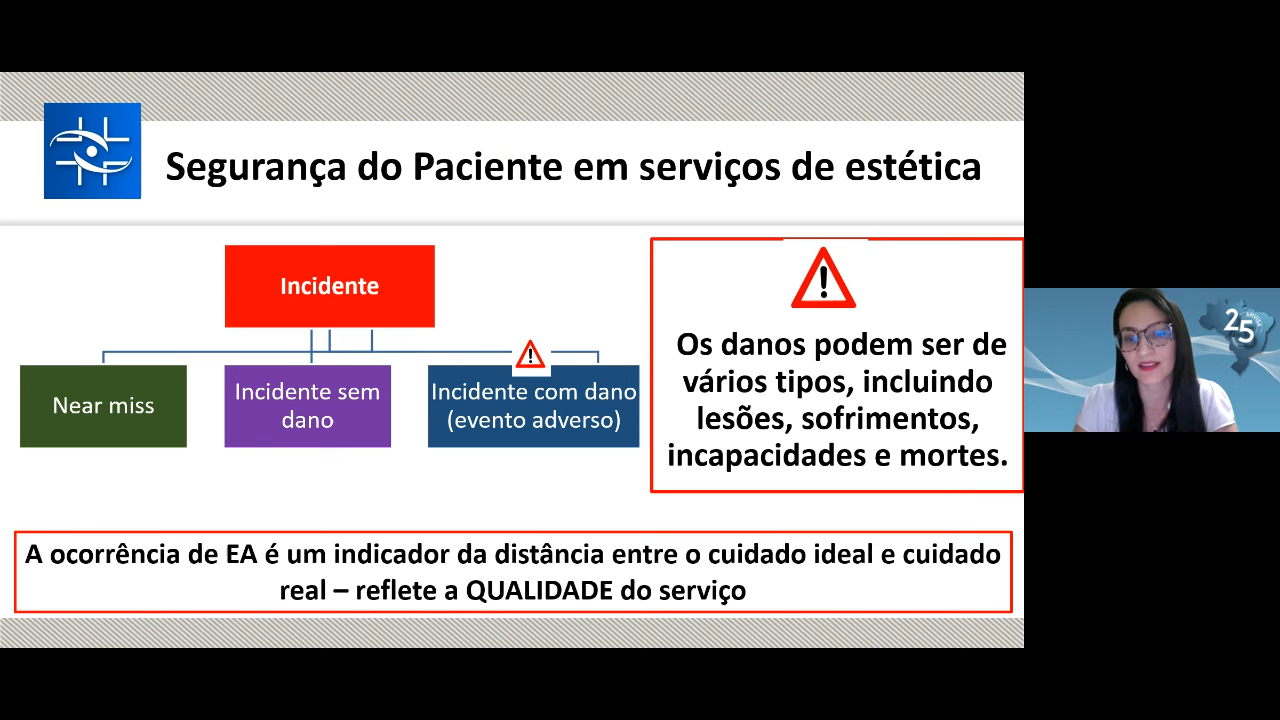 Segurança do Paciente em serviços de estética
Incidente
Near miss
Incidente sem
dano
Incidente com dano
(evento adverso)
Os danos podem ser de
vários tipos, incluindo
lesões, sofrimentos,
incapacidades e mortes.
A ocorrência de EA é um indicador da distância entre o cuidado ideal e cuidado
real – reflete a QUALIDADE do serviço
25